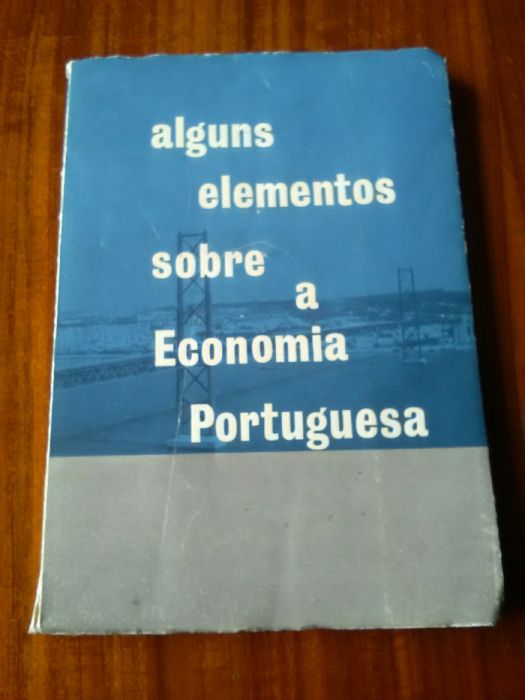 alguns
elementos
sobre
a
Economia
Portuguesa